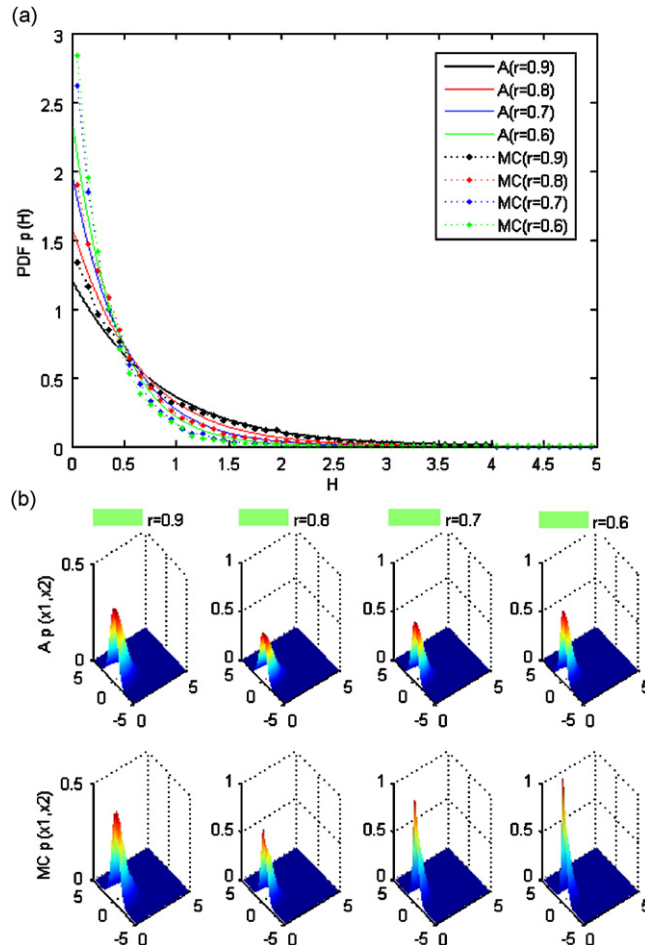 (a)
3
2.5
2
1.5
1
0.5
0
PDF p (H)
A(r=0.9)
A(r=0.8)
A(r=0.7)
A(r=0.6)
MC(r=0.9)
MC(r=0.8)
MC(r=0.7)
MC(r=0.6)
0 0.5 1 1.5 2 2.5 3 3.5 4 4.5 5
H
(b)
r=0.9 r=0.8 r=0.7 r=0.6
A p (x1,x2)
0.5 1 1 1
0.5 0.5 0.5
0 0 0 0
5 5 5 5
0 0 0 0
-5 -5 -5 -5
0 0 0 0
5 5 5 5
MC p (x1,x2)
0.5 1 1 1
0.5 0.5 0.5
0 0 0 0
5 5 5 5
0 0 0 0
-5 -5 -5 -5
0 0 0 0
5 5 5 5